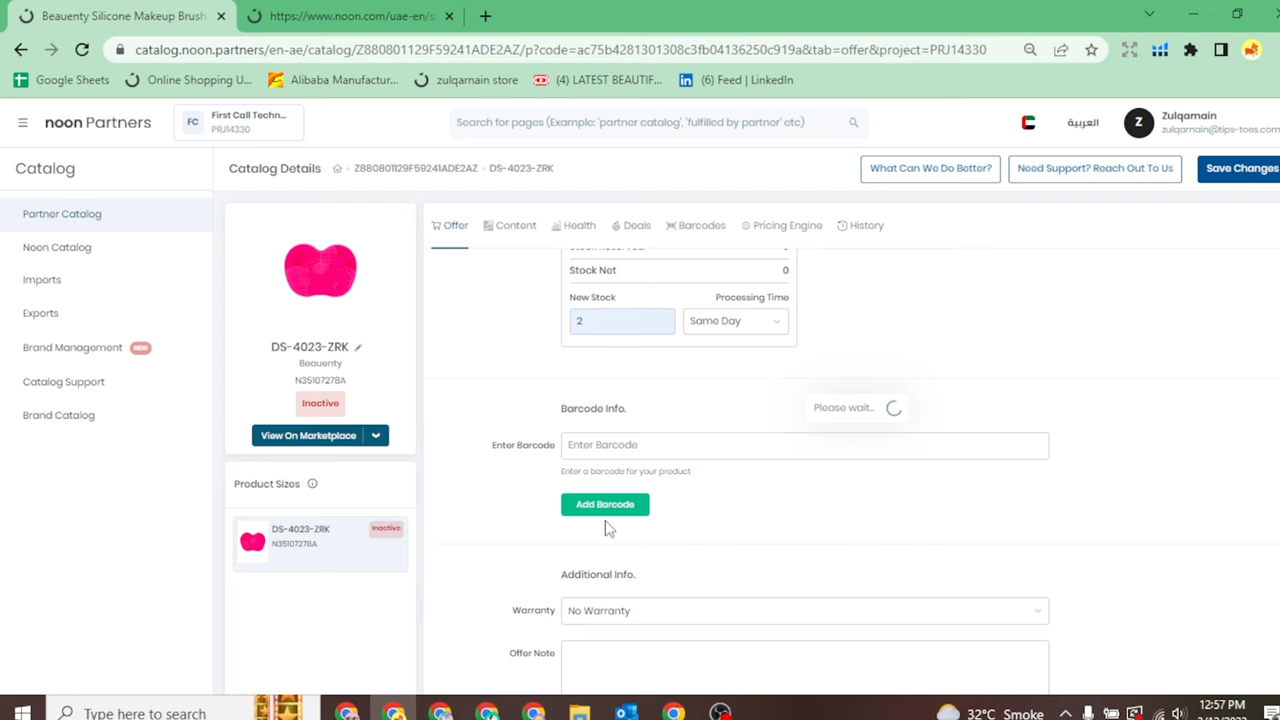 Beauenty Silicone Makeup Brush
https://www.noon.com/uae-en/s
catalog.noon.partners/en-ae/catalog/Z880801129F59241ADE2AZ/p?code=ac75b4281301308c3fb04136250c919a&tab=offer&project=PRJ14330
Google Sheets
Online Shopping U...
Alibaba Manufactur...
zulqarnain store
(4) LATEST BEAUTIF...
(6) Feed | LinkedIn
noon Partners
FC
First Call Techn...
PRJ14330
Search for pages (Example: 'partner catalog', 'fulfilled by partner' etc)
العربية
Z
Zulqarnain
zulqarnain@tips-toes.com
Catalog
Catalog Details
Z880801129F59241ADE2AZ
DS-4023-ZRK
What Can We Do Better?
Need Support? Reach Out To Us
Save Changes
Partner Catalog
Noon Catalog
Imports
Exports
Brand Management NEW
Catalog Support
Brand Catalog
DS-4023-ZRK
Beauenty
N35107278A
Inactive
View On Marketplace
Product Sizes
DS-4023-ZRK
Inactive
N35107278A
Offer
Content
Health
Deals
Barcodes
Pricing Engine
History
Stock Net 0
New Stock Processing Time
2 Same Day
Please wait...
Barcode Info.
Enter Barcode Enter Barcode
Enter a barcode for your product
Add Barcode
Additional Info.
Warranty No Warranty
Offer Note
Type here to search
32°C Smoke
12:57 PM